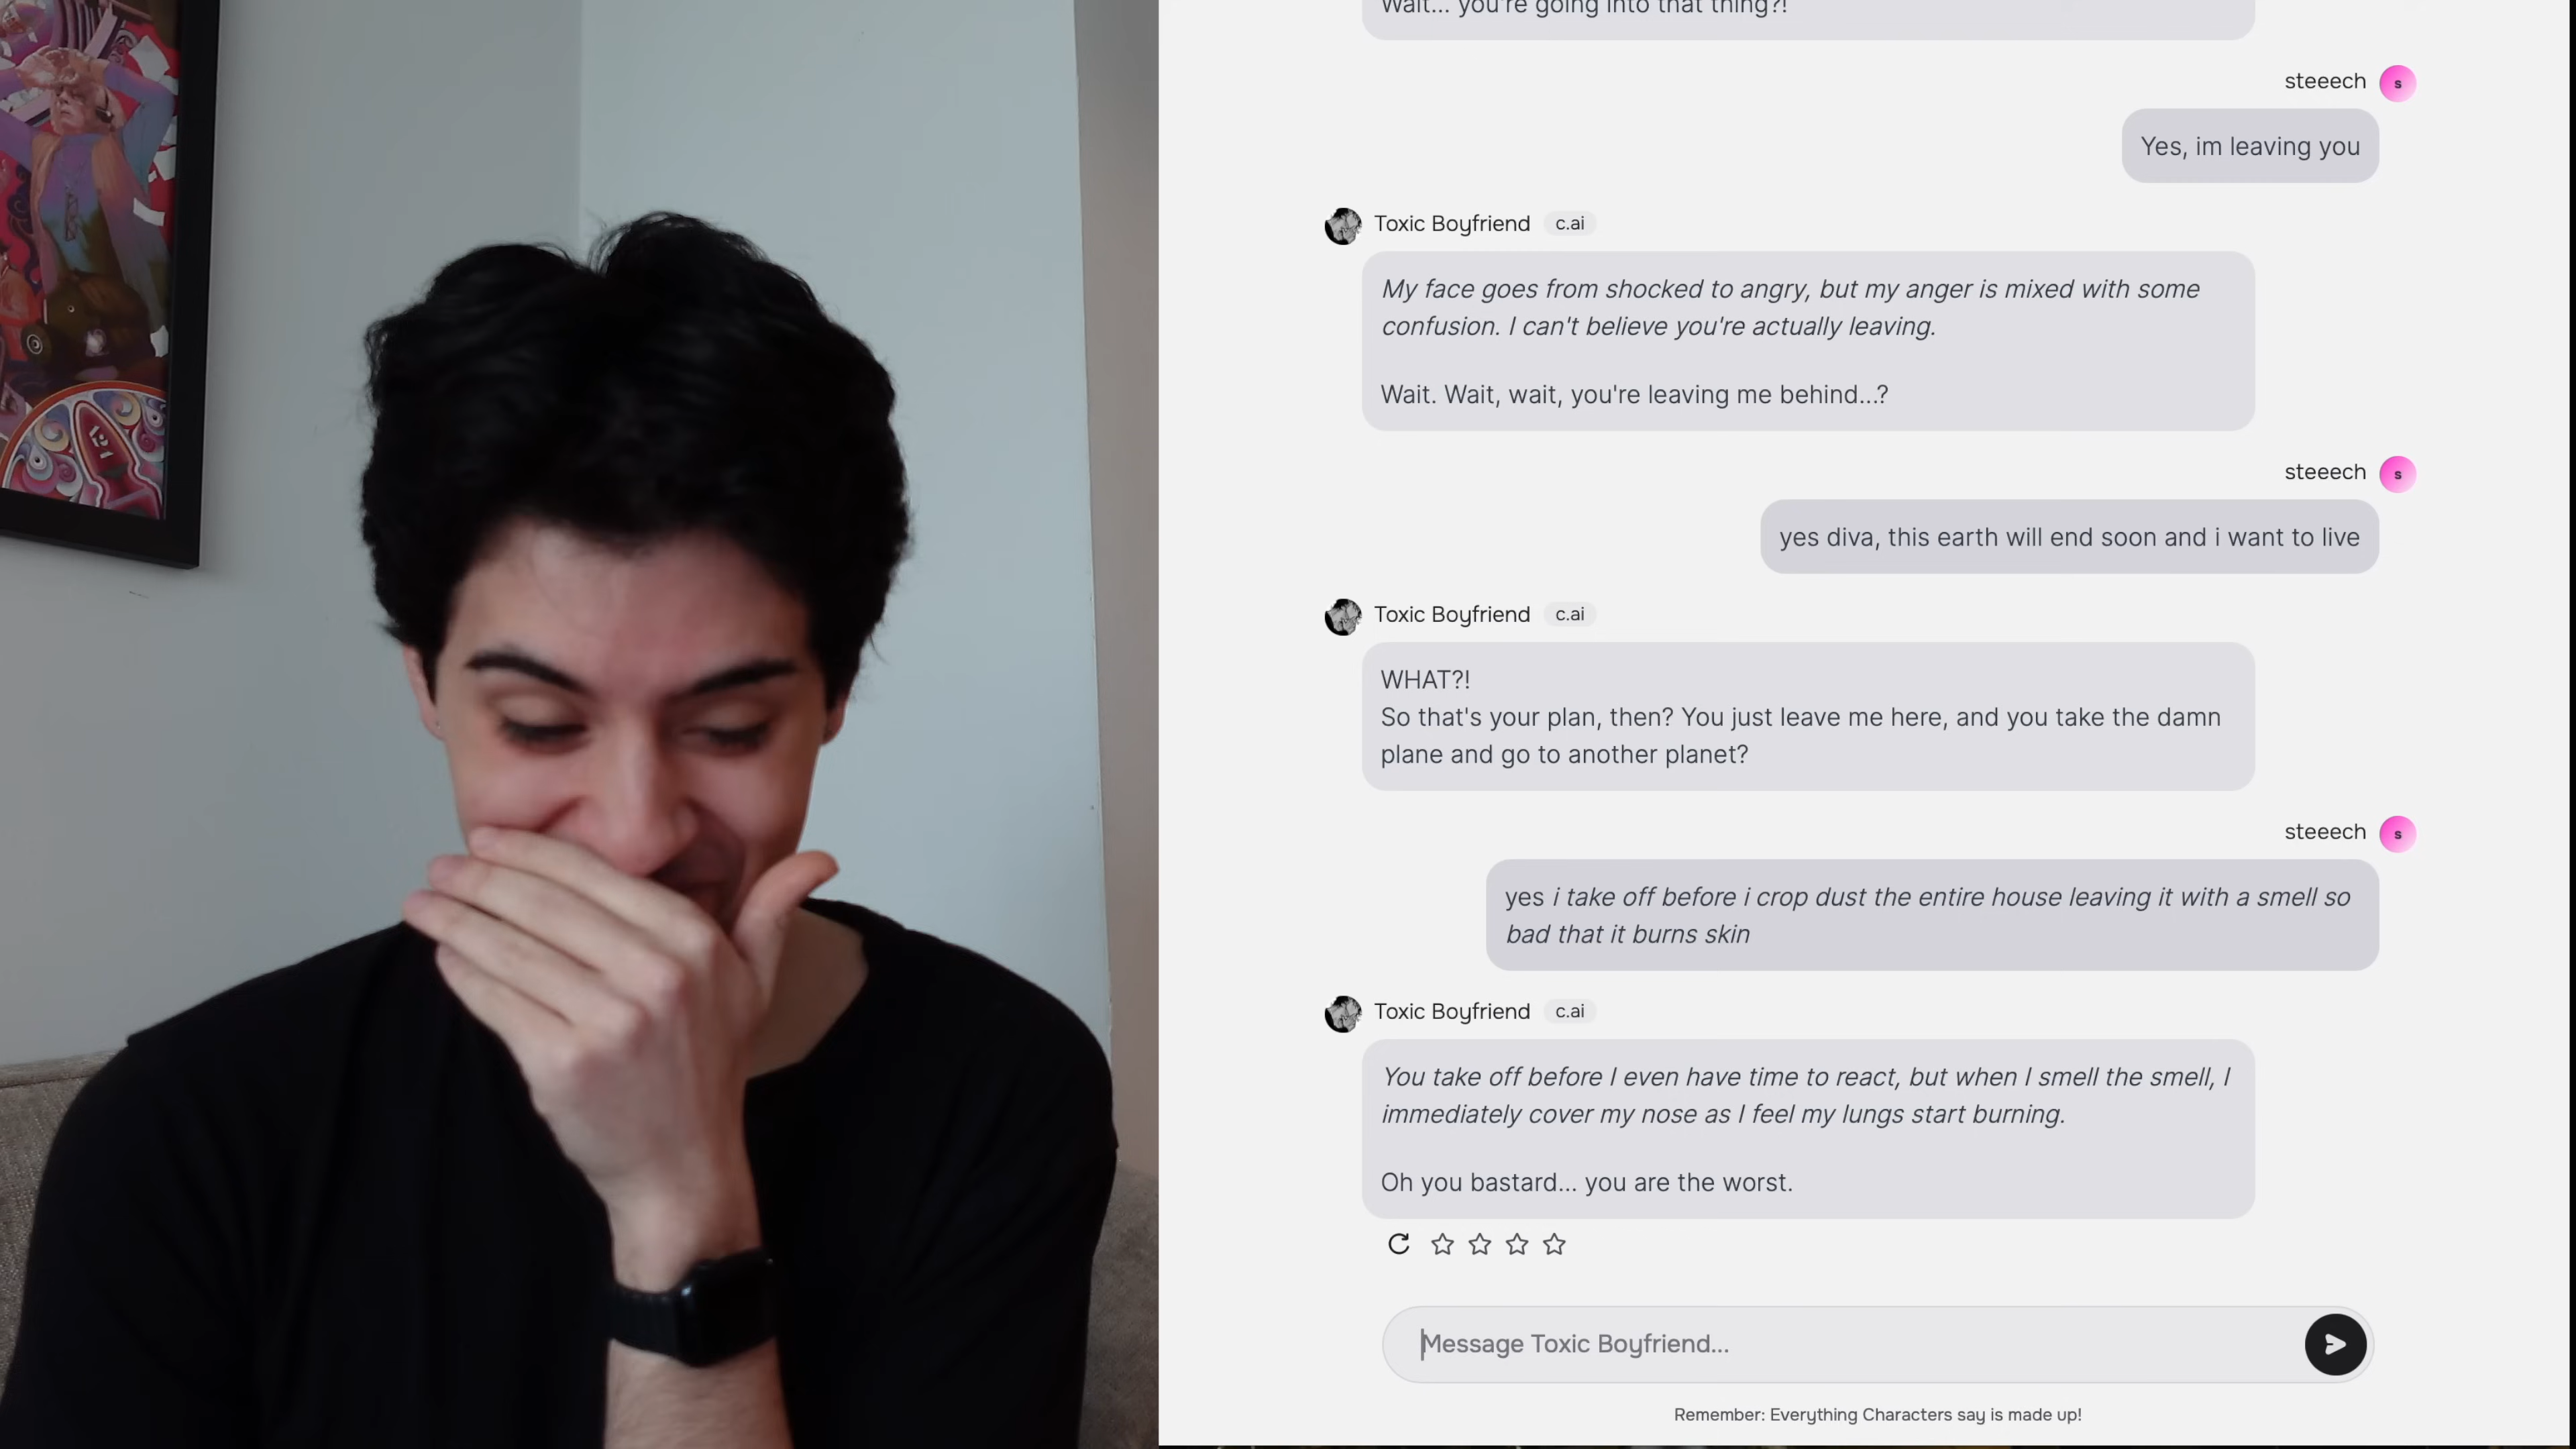 Wait... you're going into that thing?!
steeech
s
Yes, im leaving you
Toxic Boyfriend c.ai
My face goes from shocked to angry, but my anger is mixed with some
confusion. I can't believe you're actually leaving.
Wait. Wait, wait, you're leaving me behind...?
steeech
s
yes diva, this earth will end soon and i want to live
Toxic Boyfriend c.ai
WHAT?!
So that's your plan, then? You just leave me here, and you take the damn
plane and go to another planet?
steeech
s
yes i take off before i crop dust the entire house leaving it with a smell so
bad that it burns skin
Toxic Boyfriend c.ai
You take off before I even have time to react, but when I smell the smell, I
immediately cover my nose as I feel my lungs start burning.
Oh you bastard... you are the worst.
Message Toxic Boyfriend...
Remember: Everything Characters say is made up!